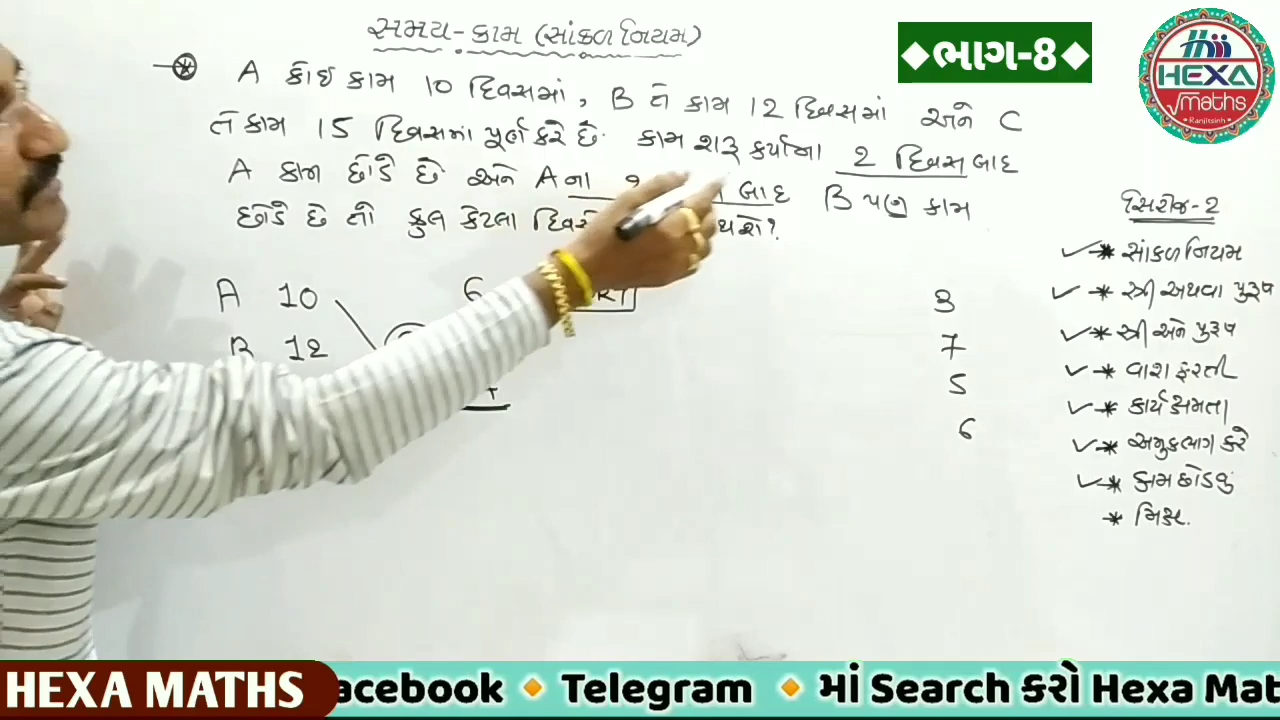 સમય-કામ (સાંકળ નિયમ)
A કોઈ કામ 10 દિવસમાં, B તે કામ 12 દિવસમાં અને C
તે કામ 15 દિવસમાં પૂર્ણ કરે છે. કામ શરૂ કર્યાના 2 દિવસ બાદ
A કામ છોડે છે અને A ના બાદ B પણ કામ
છોડે છે તો કુલ કેટલા થશે?
A 10
B 12
6
3
7
5
6
સિરીજ-2
* સાંકળ નિયમ
* સ્ત્રી અથવા પુરૂષ
* સ્ત્રી અને પુરૂષ
* વારા ફરતી
* કાર્યક્ષમતા
* અમુકભાગ કરે
* કામ છોડવું
* મિક્ષ.
◆ભાગ-8◆
HEXA
√maths
Ranjitsinh
HEXA MATHS
acebook 🔸 Telegram 🔸 માં Search કરો Hexa Mat